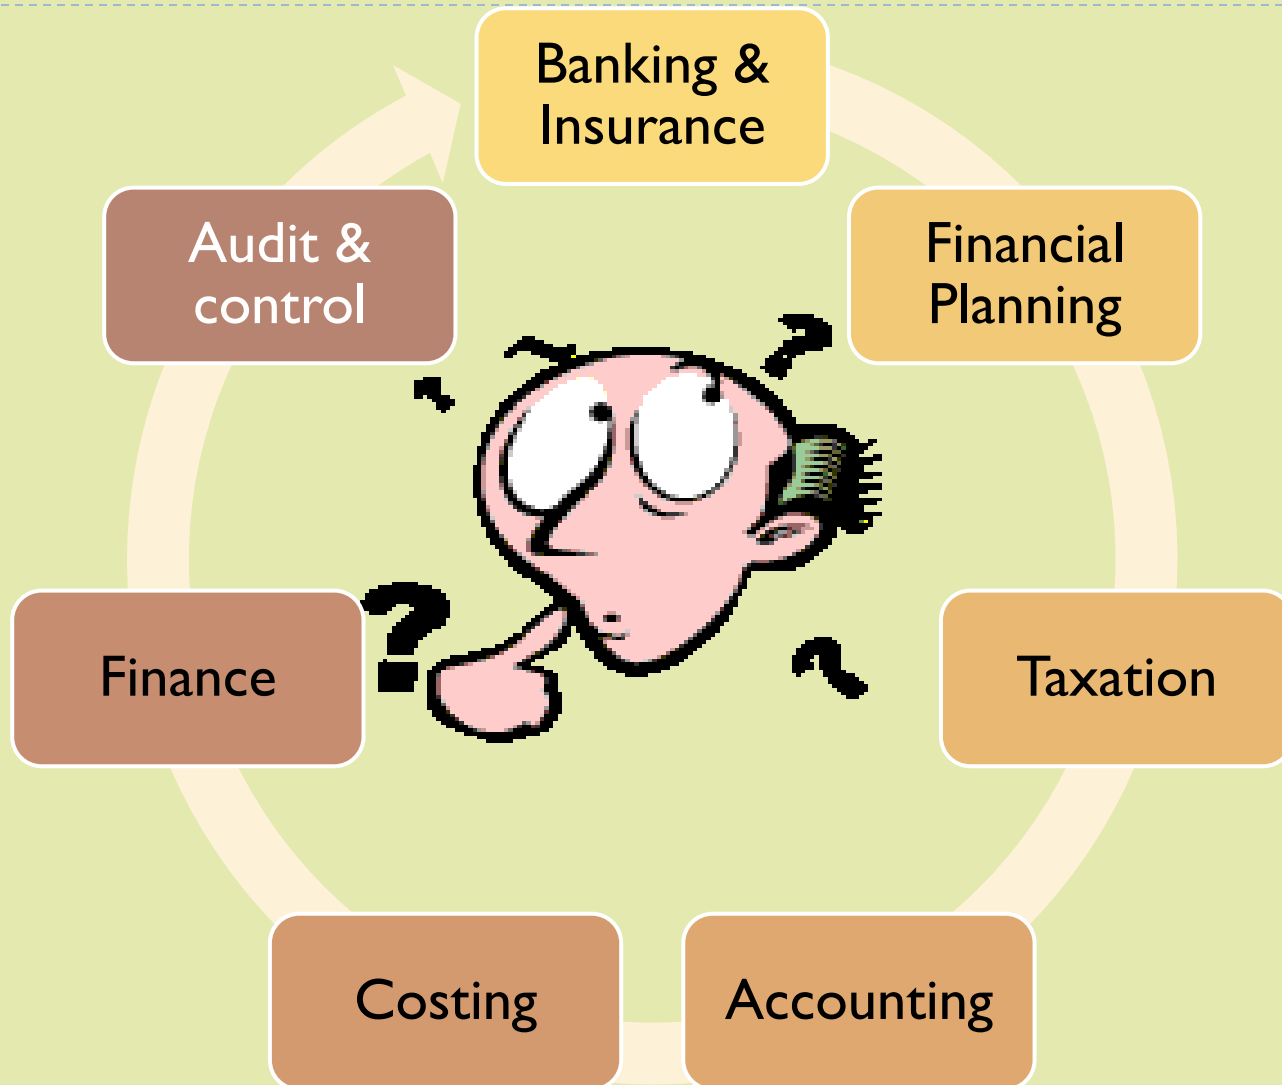 Banking &
Insurance
Financial
Planning
Taxation
Accounting
Costing
Finance
Audit &
control
?
?
?